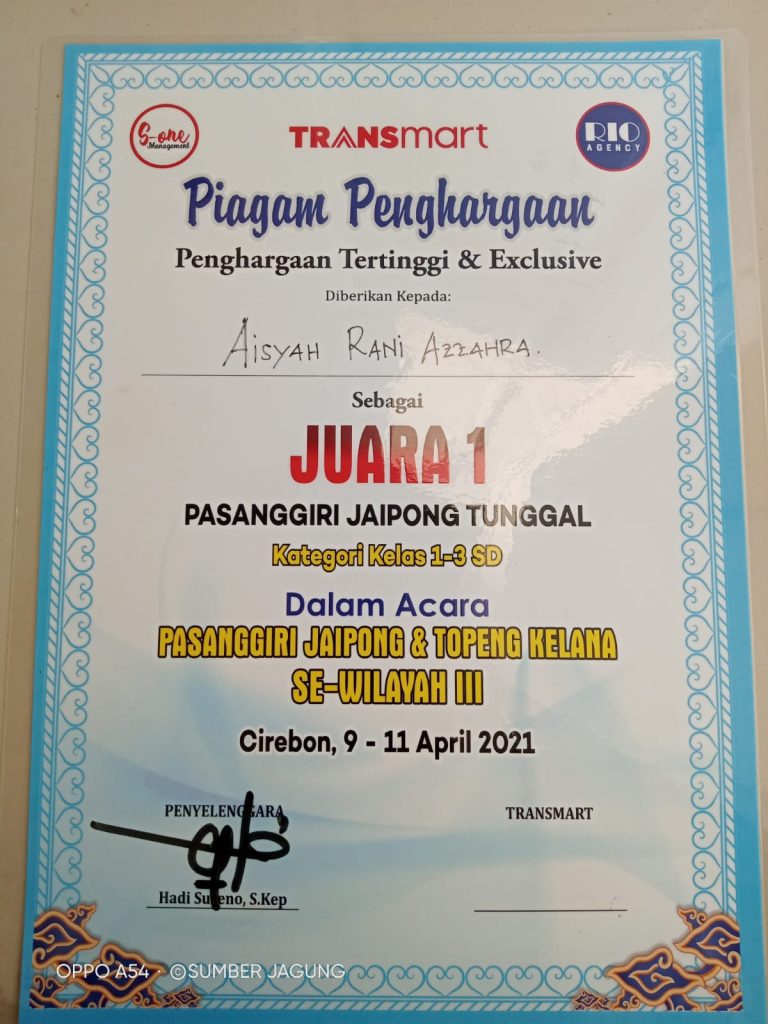 S-one
Management
TRANSmart
RIO
AGENCY
Piagam Penghargaan
Penghargaan Tertinggi & Exclusive
Diberikan Kepada:
AISYAH RANI AZZAHRA.
Sebagai
JUARA 1
PASANGGIRI JAIPONG TUNGGAL
Kategori Kelas 1-3 SD
Dalam Acara
PASANGGIRI JAIPONG & TOPENG KELANA
SE-WILAYAH III
Cirebon, 9 - 11 April 2021
PENYELENGGARA
TRANSMART
Hadi S.Kep
OPPO A54 · ©SUMBER JAGUNG